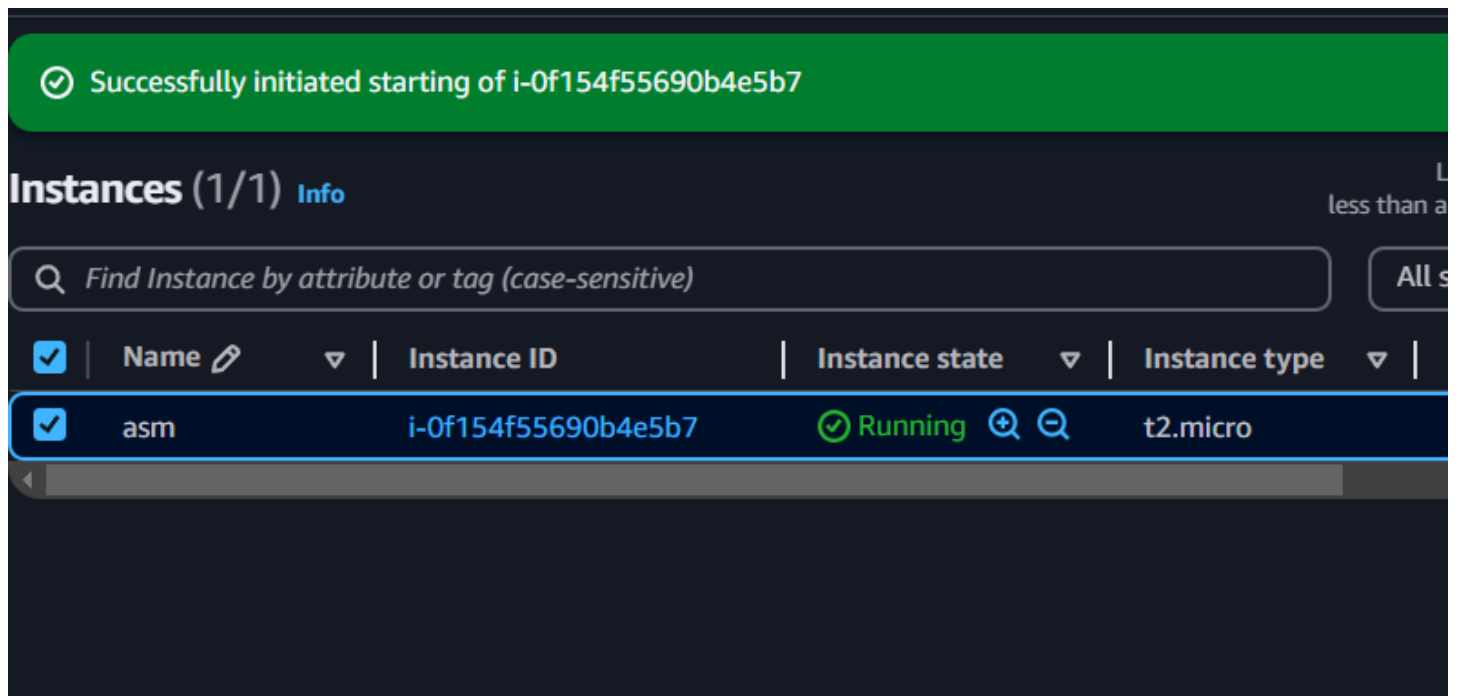 Successfully initiated starting of i-0f154f55690b4e5b7
Instances (1/1) Info
less than a
Find Instance by attribute or tag (case-sensitive)
All
Name Instance ID Instance state Instance type
asm i-0f154f55690b4e5b7 Running t2.micro